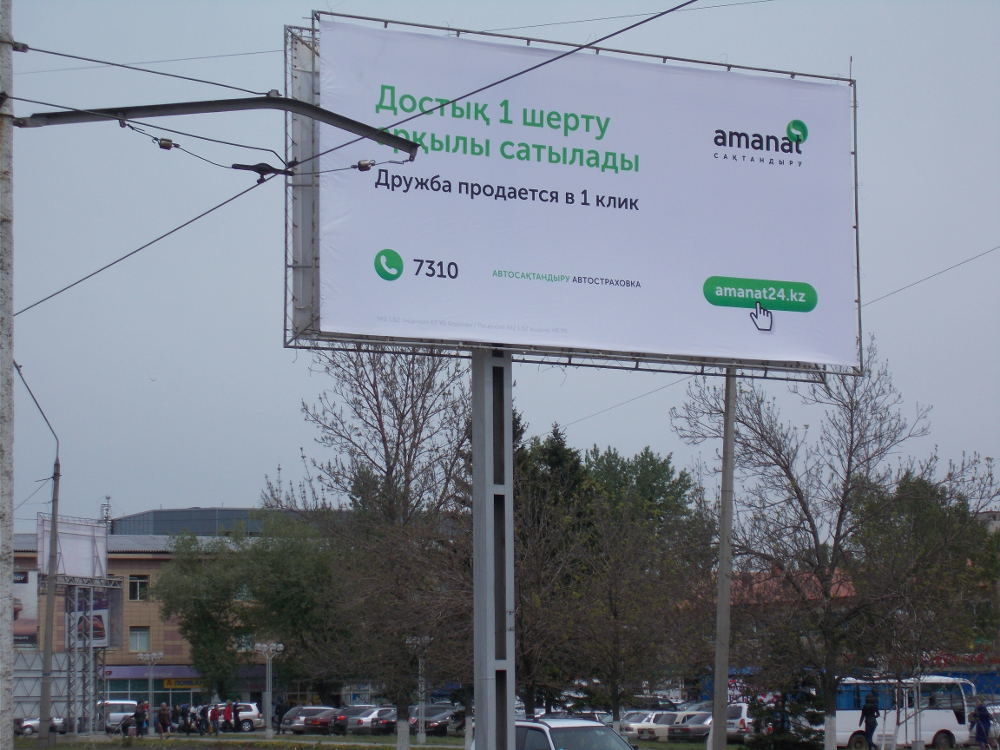 Достық 1 шерту
арқылы сатылады
Дружба продается в 1 клик
amanat
САҚТАНДЫРУ
7310
АВТОСАҚТАНДЫРУ АВТОСТРАХОВКА
amanat24.kz